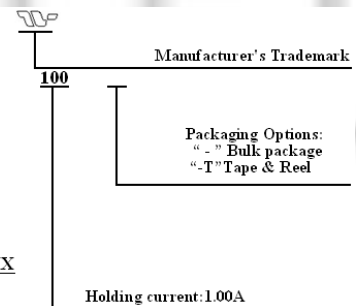 Manufacturer's Trademark
100
Packaging Options:
“ - ” Bulk package
“-T”Tape & Reel
X
Holding current:1.00A